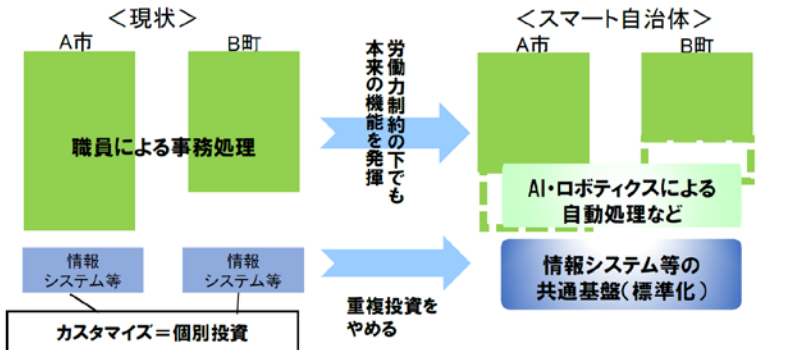 ＜現状＞
A市
B町
職員による事務処理
情報
システム等
情報
システム等
カスタマイズ＝個別投資
労働力制約の下でも
本来の機能を発揮
重複投資を
やめる
＜スマート自治体＞
A市
B町
AI・ロボティクスによる
自動処理など
情報システム等の
共通基盤（標準化）